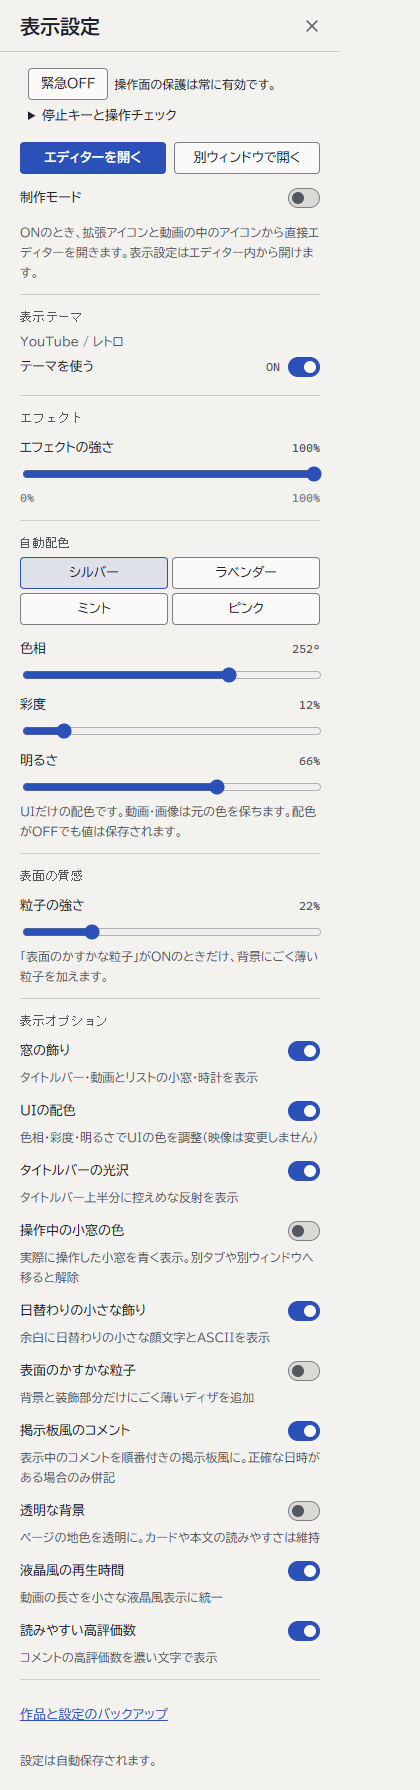 表示設定
緊急OFF 操作面の保護は常に有効です。
▶ 停止キーと操作チェック
エディターを開く 別ウィンドウで開く
制作モード
ONのとき、拡張アイコンと動画の中のアイコンから直接エ
ディターを開きます。表示設定はエディター内から開けま
す。
表示テーマ
YouTube / レトロ
テーマを使う ON
エフェクト
エフェクトの強さ 100%
0% 100%
自動配色
シルバー ラベンダー
ミント ピンク
色相 252°
彩度 12%
明るさ 66%
UIだけの配色です。動画・画像は元の色を保ちます。配色
がOFFでも値は保存されます。
表面の質感
粒子の強さ 22%
「表面のかすかな粒子」がONのときだけ、背景にごく薄い
粒子を加えます。
表示オプション
窓の飾り
タイトルバー・動画とリストの小窓・時計を表示
UIの配色
色相・彩度・明るさでUIの色を調整(映像は変更しません)
タイトルバーの光沢
タイトルバー上半分に控えめな反射を表示
操作中の小窓の色
実際に操作した小窓を青く表示。別タブや別ウィンドウへ
移ると解除
日替わりの小さな飾り
余白に日替わりの小さな顔文字とASCIIを表示
表面のかすかな粒子
背景と装飾部分だけにごく薄いディザを追加
掲示板風のコメント
表示中のコメントを順番付きの掲示板風に。正確な日時が
ある場合のみ併記
透明な背景
ページの地色を透明に。カードや本文の読みやすさは維持
液晶風の再生時間
動画の長さを小さな液晶風表示に統一
読みやすい高評価数
コメントの高評価数を濃い文字で表示
作品と設定のバックアップ
設定は自動保存されます。